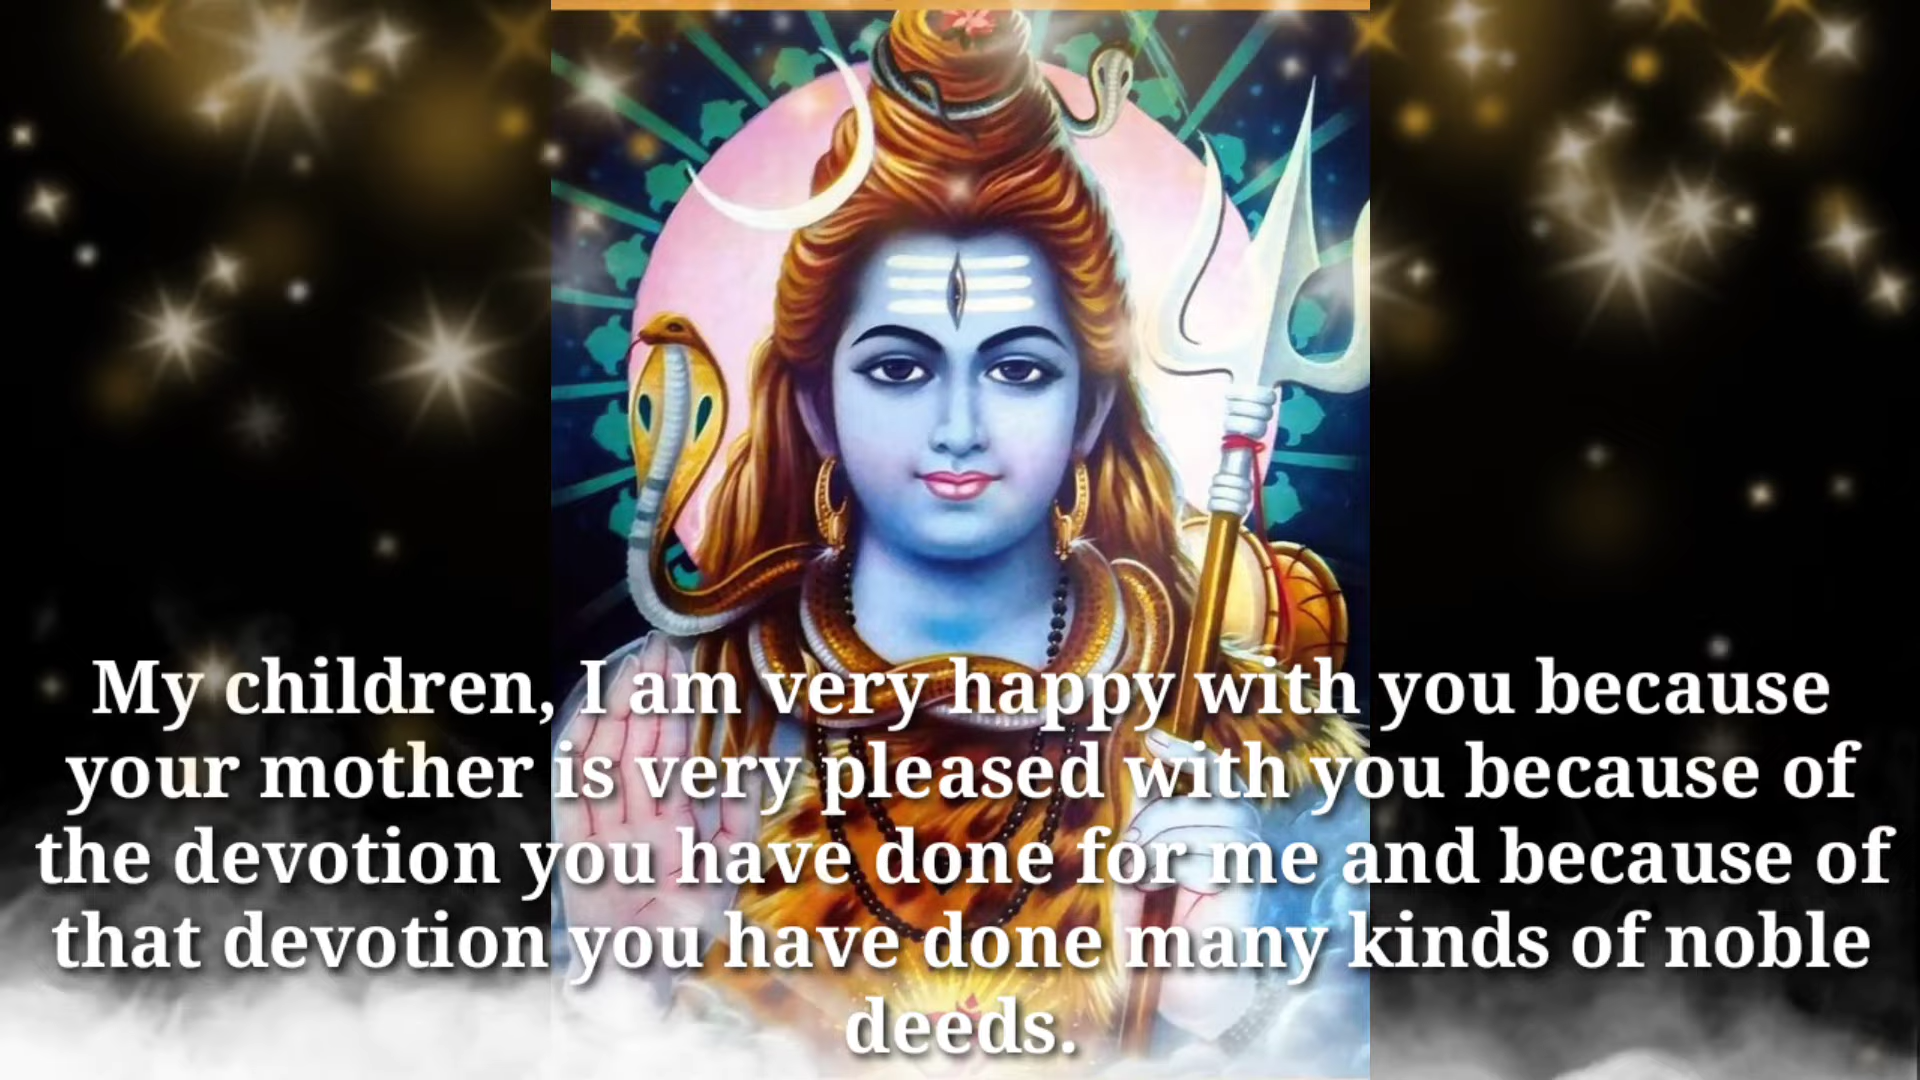 My children, I am very happy with you because
your mother is very pleased with you because of
the devotion you have done for me and because of
that devotion you have done many kinds of noble
deeds.